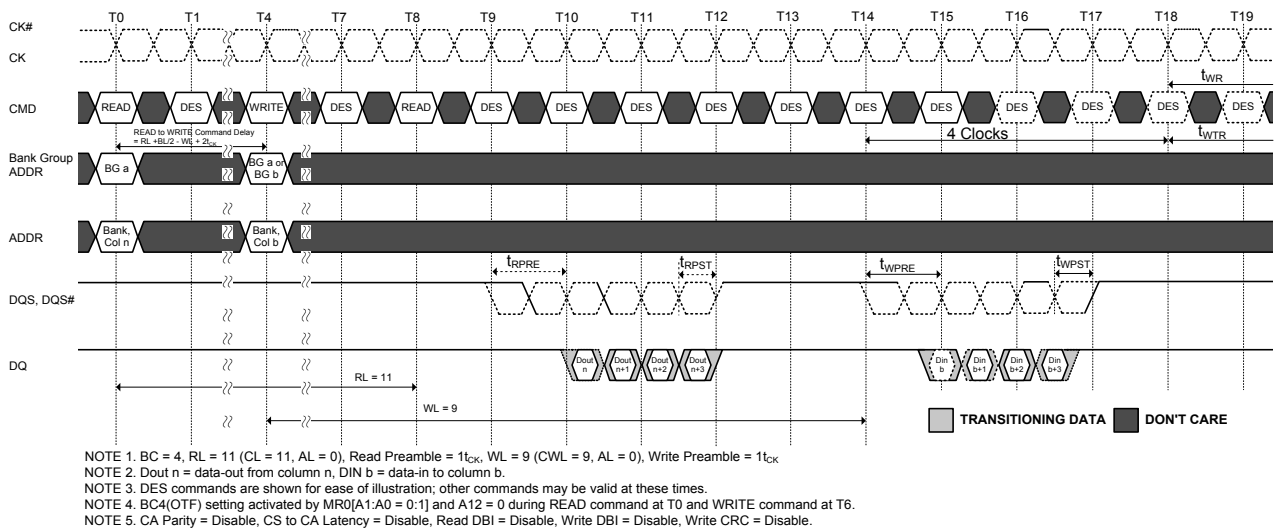 T0 T1 T4 T7 T8 T9 T10 T11 T12 T13 T14 T15 T16 T17 T18 T19
CK#
CK
tWR
CMD READ DES WRITE DES READ DES DES DES DES DES DES DES DES DES DES DES
READ to WRITE Command Delay
= RL +BL/2 - WL + 2tCK
4 Clocks tWTR
Bank Group
ADDR
BG a
BG a or
BG b
ADDR
Bank,
Col n
Bank,
Col b
tRPRE tRPST tWPRE tWPST
DQS, DQS#
DQ
Dout
n
Dout
n+1
Dout
n+2
Dout
n+3
Din
b
Din
b+1
Din
b+2
Din
b+3
RL = 11
WL = 9
TRANSITIONING DATA DON'T CARE
NOTE 1. BC = 4, RL = 11 (CL = 11, AL = 0), Read Preamble = 1tCK, WL = 9 (CWL = 9, AL = 0), Write Preamble = 1tCK
NOTE 2. Dout n = data-out from column n, DIN b = data-in to column b.
NOTE 3. DES commands are shown for ease of illustration; other commands may be valid at these times.
NOTE 4. BC4(OTF) setting activated by MR0[A1:A0 = 0:1] and A12 = 0 during READ command at T0 and WRITE command at T6.
NOTE 5. CA Parity = Disable, CS to CA Latency = Disable, Read DBI = Disable, Write DBI = Disable, Write CRC = Disable.